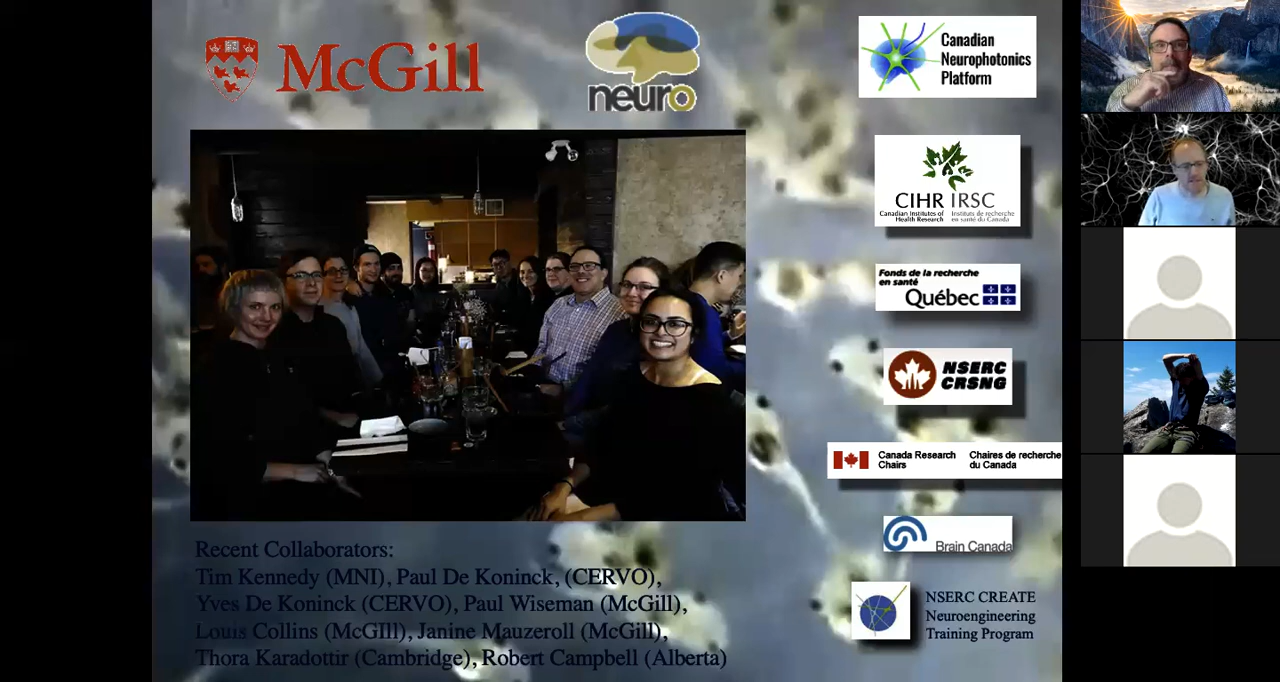 McGill
neuro
Canadian
Neurophotonics
Platform
CIHR IRSC
Canadian Institutes of
Health Research
Instituts de recherche
en santé du Canada
Fonds de la recherche
en santé
Québec
NSERC
CRSNG
Canada Research
Chairs
Chaires de recherche
du Canada
Brain Canada
NSERC CREATE
Neuroengineering
Training Program
Recent Collaborators:
Tim Kennedy (MNI), Paul De Koninck, (CERVO),
Yves De Koninck (CERVO), Paul Wiseman (McGill),
Louis Collins (McGIll), Janine Mauzeroll (McGill),
Thora Karadottir (Cambridge), Robert Campbell (Alberta)